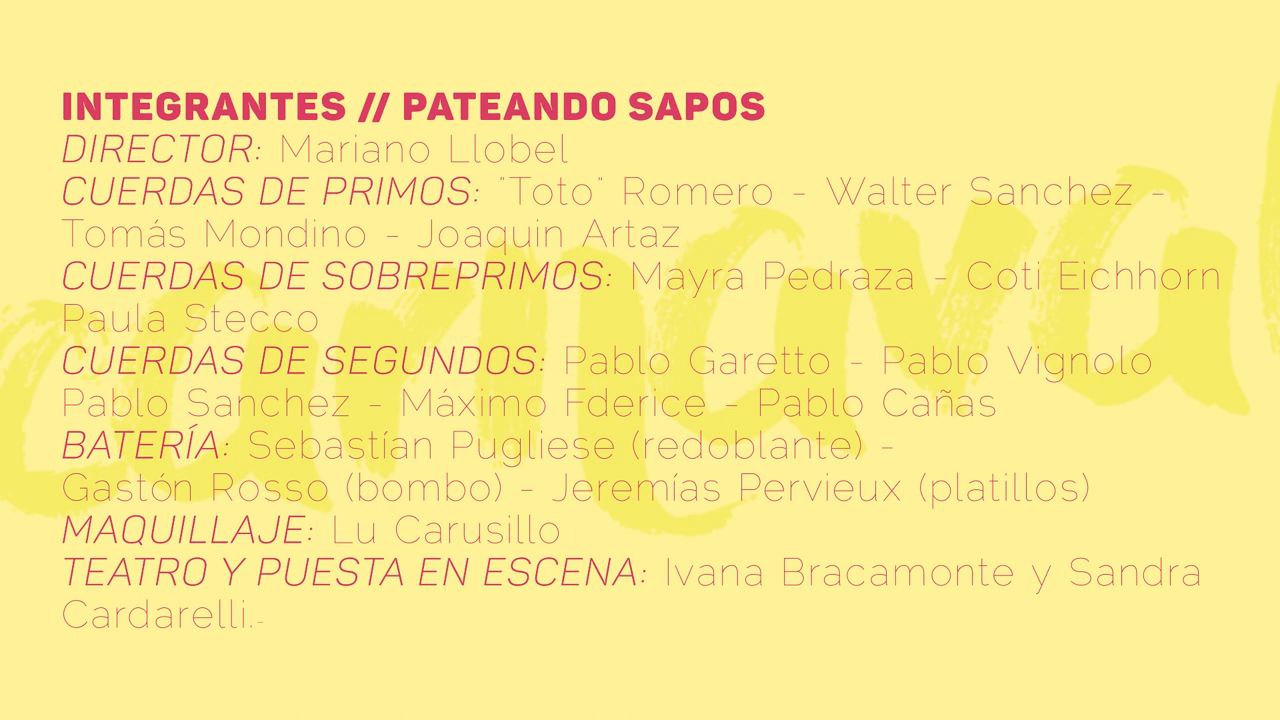 INTEGRANTES // PATEANDO SAPOS
DIRECTOR: Mariano Llobel
CUERDAS DE PRIMOS: "Toto" Romero - Walter Sanchez -
Tomás Mondino - Joaquin Artaz
CUERDAS DE SOBREPRIMOS: Mayra Pedraza - Coti Eichhorn
Paula Stecco
CUERDAS DE SEGUNDOS: Pablo Garetto - Pablo Vignolo
Pablo Sanchez - Máximo Fderice - Pablo Cañas
BATERÍA: Sebastían Pugliese (redoblante) -
Gastón Rosso (bombo) - Jeremías Pervieux (platillos)
MAQUILLAJE: Lu Carusillo
TEATRO Y PUESTA EN ESCENA: Ivana Bracamonte y Sandra
Cardarelli.-
carnaval